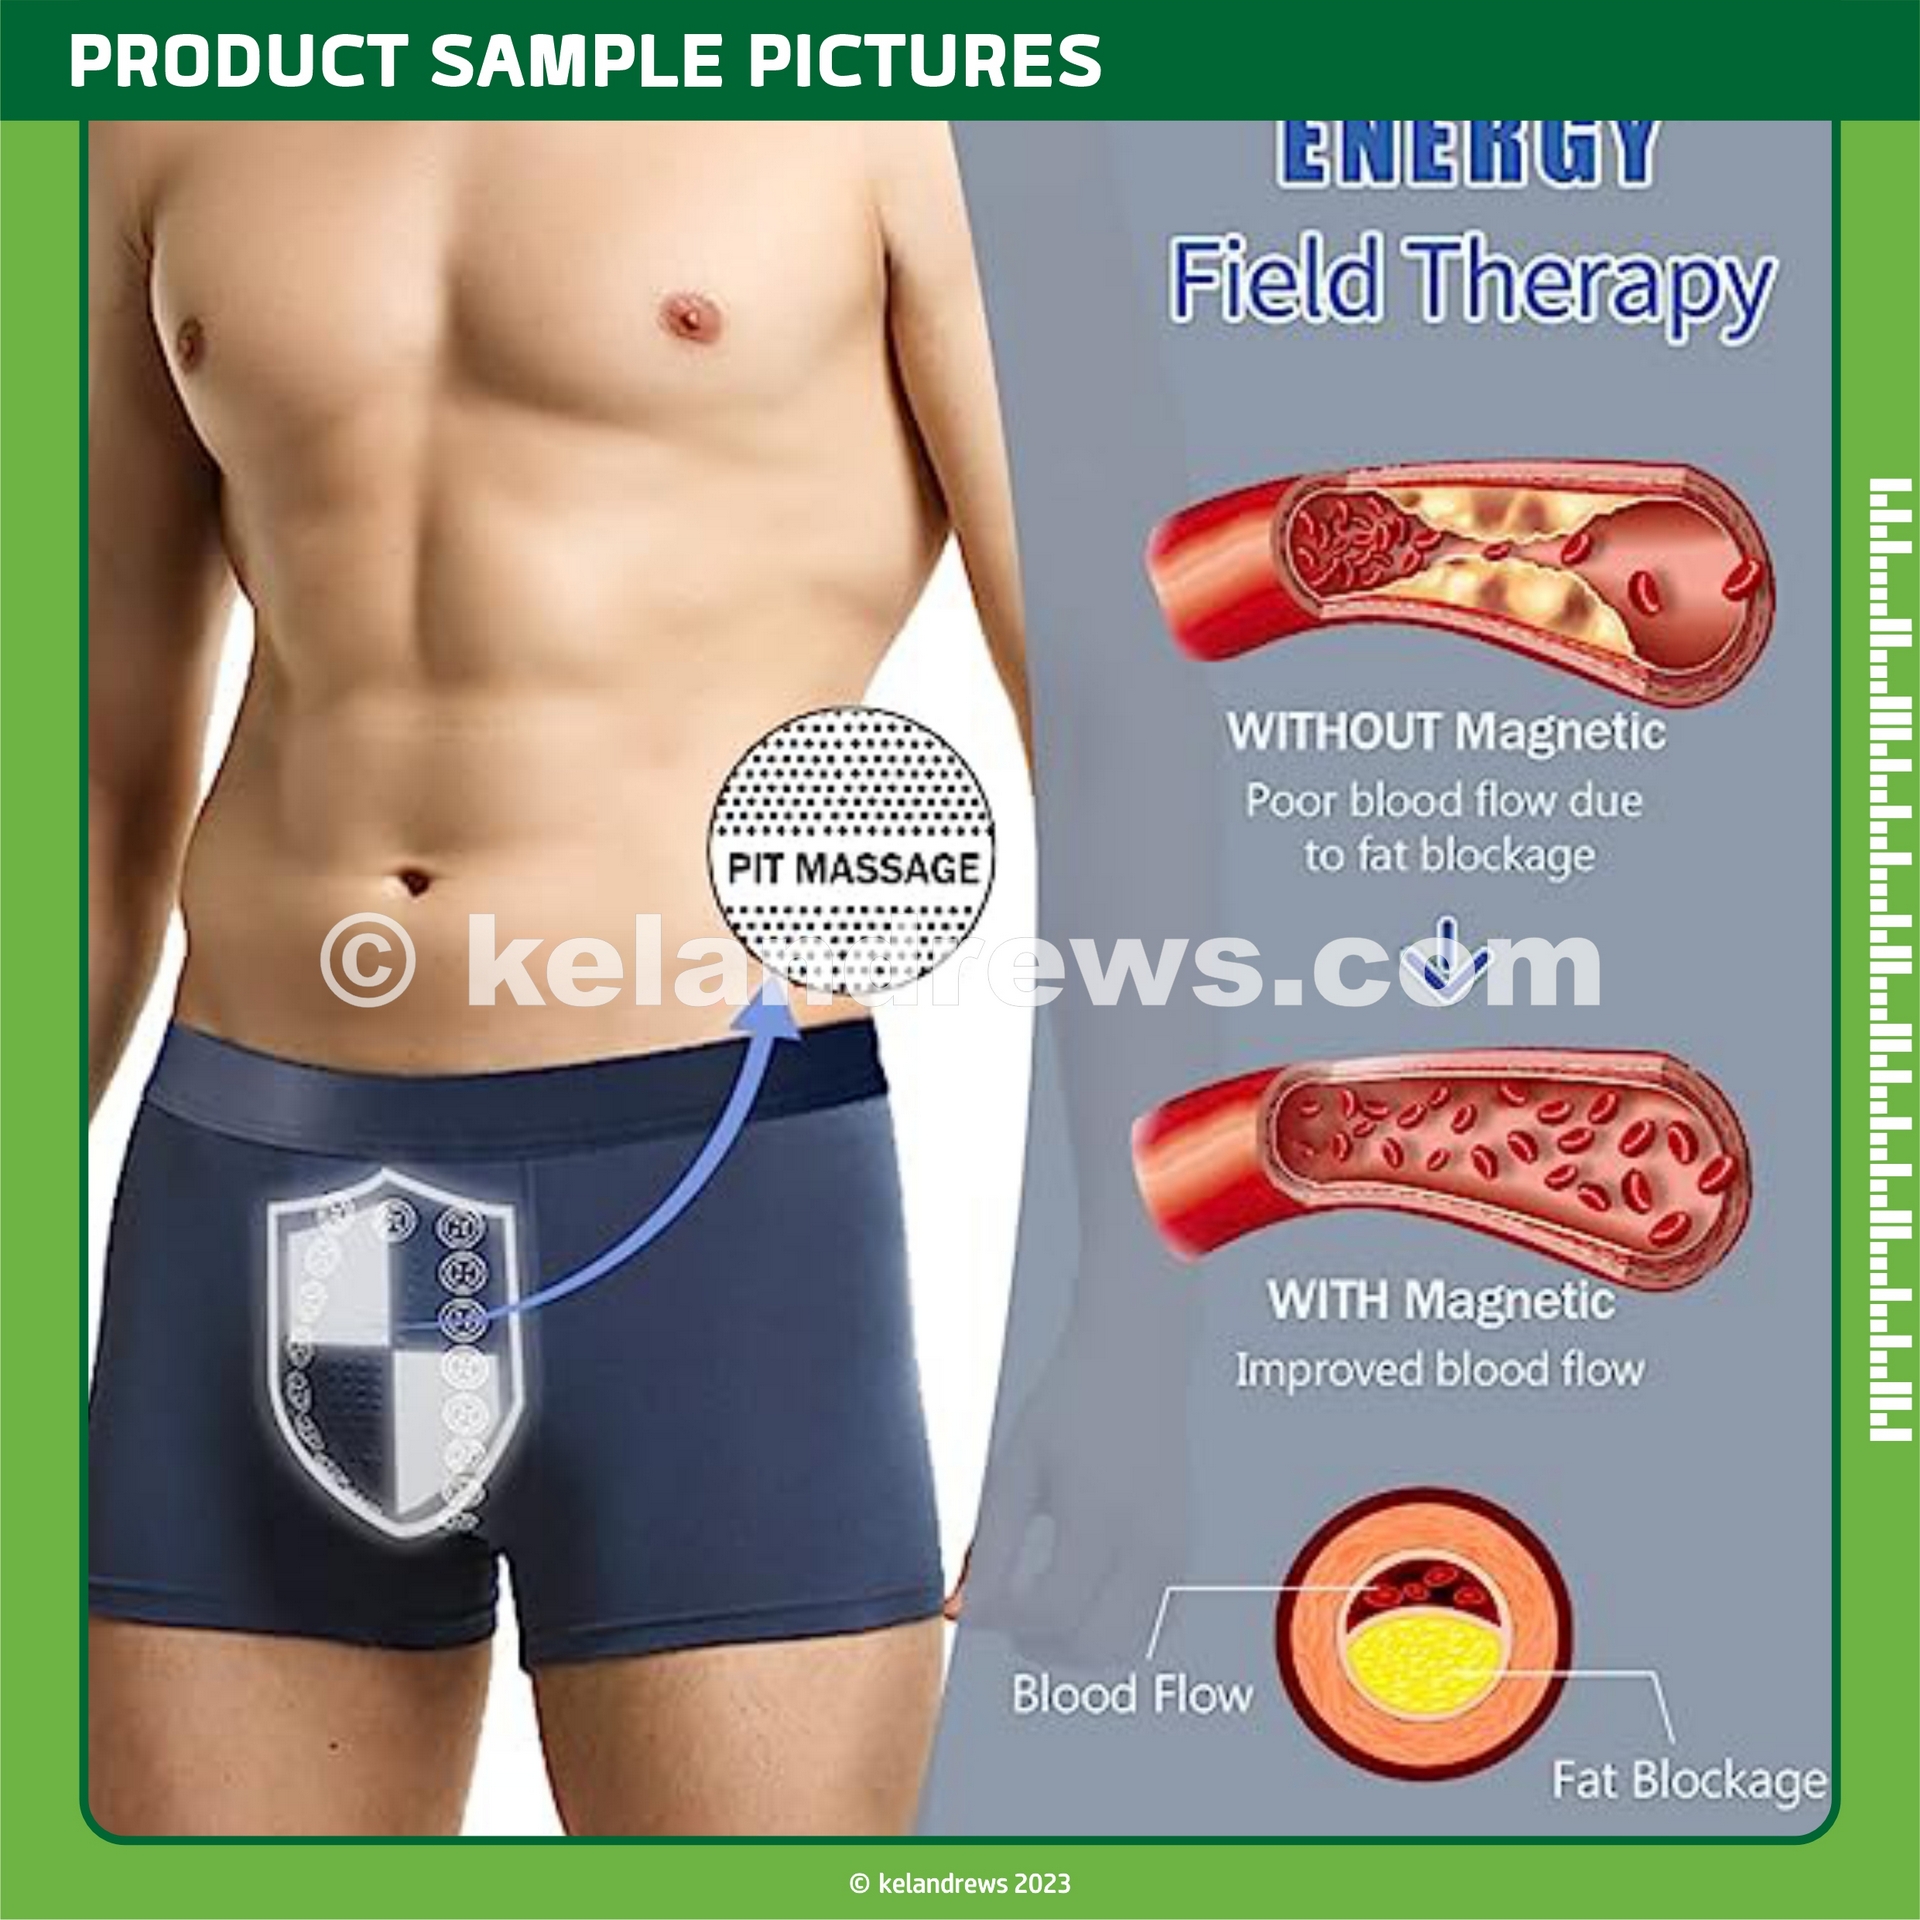 PRODUCT SAMPLE PICTURES
ENERGY
Field Therapy
WITHOUT Magnetic
Poor blood flow due
to fat blockage
PIT MASSAGE
© kelandrews.com
WITH Magnetic
Improved blood flow
Blood Flow
Fat Blockage
© kelandrews 2023